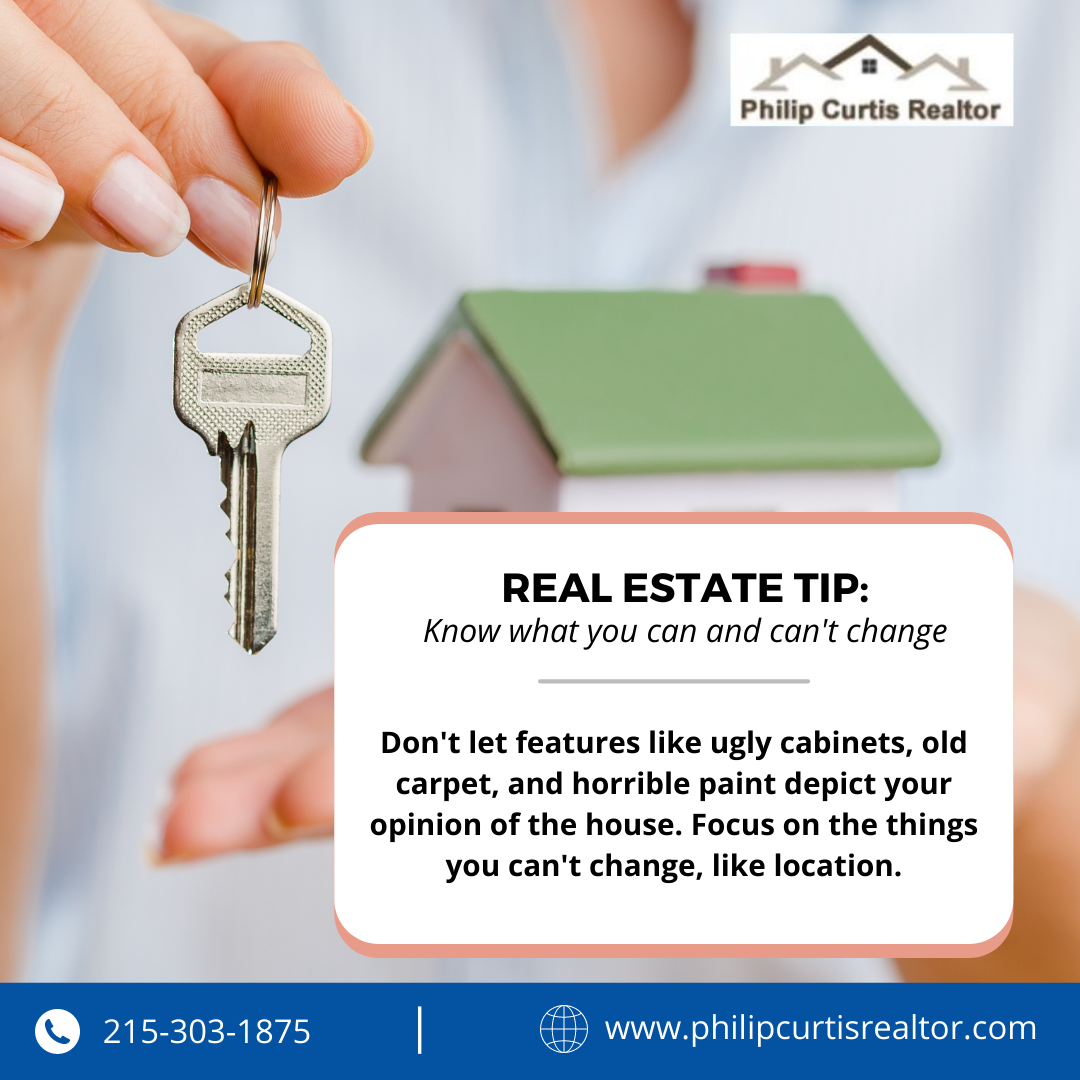 Philip Curtis Realtor
REAL ESTATE TIP:
Know what you can and can't change
Don't let features like ugly cabinets, old
carpet, and horrible paint depict your
opinion of the house. Focus on the things
you can't change, like location.
215-303-1875
www.philipcurtisrealtor.com